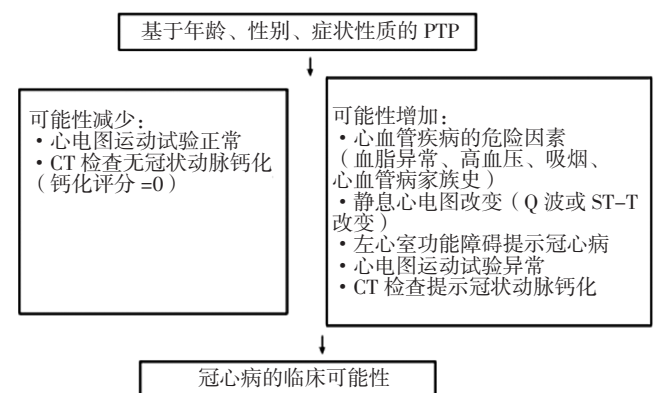 基于年龄、性别、症状性质的 PTP
可能性减少：
·心电图运动试验正常
·CT 检查无冠状动脉钙化
（钙化评分 =0）
可能性增加：
·心血管疾病的危险因素
（血脂异常、高血压、吸烟、
心血管病家族史）
·静息心电图改变（Q 波或 ST-T
改变）
·左心室功能障碍提示冠心病
·心电图运动试验异常
·CT 检查提示冠状动脉钙化
冠心病的临床可能性